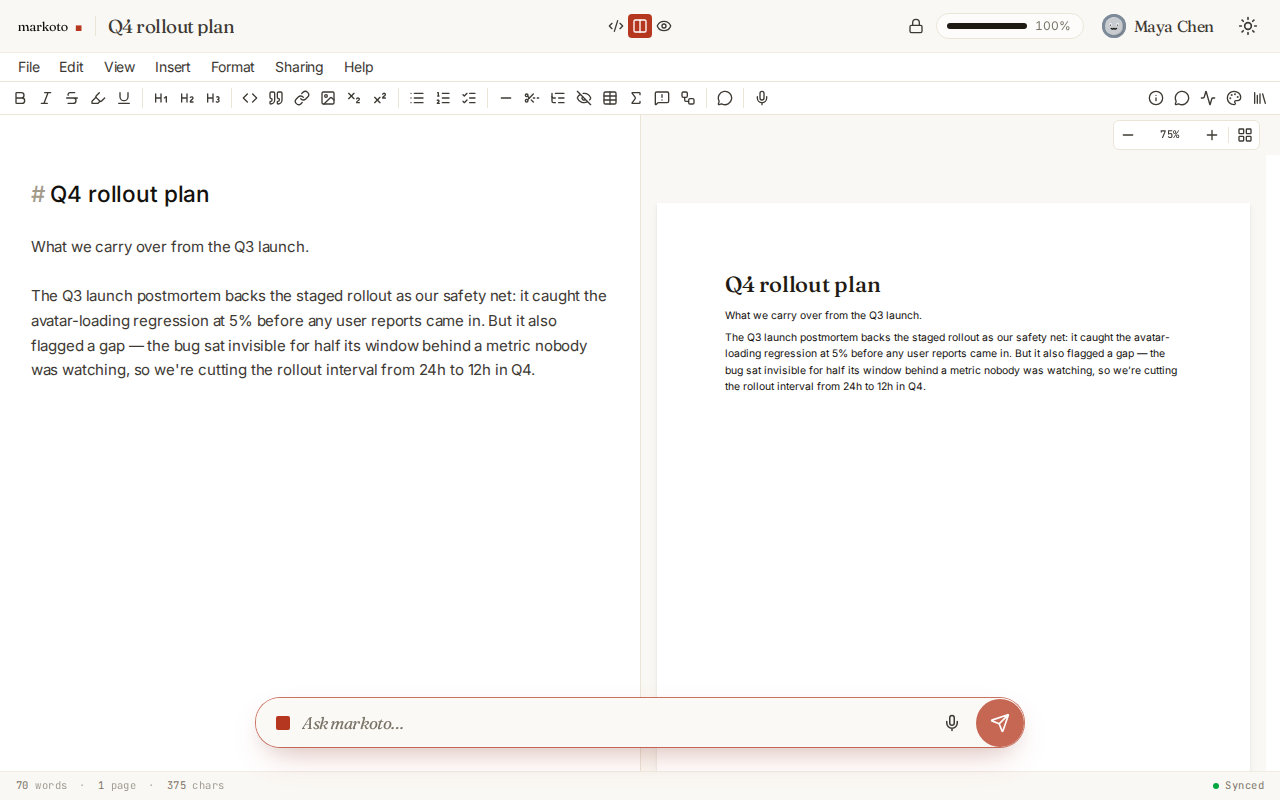 markoto
Q4 rollout plan
100%
Maya Chen
File Edit View Insert Format Sharing Help
H1 H2 H3
75%
# Q4 rollout plan
What we carry over from the Q3 launch.
The Q3 launch postmortem backs the staged rollout as our safety net: it caught the
avatar-loading regression at 5% before any user reports came in. But it also
flagged a gap — the bug sat invisible for half its window behind a metric nobody
was watching, so we're cutting the rollout interval from 24h to 12h in Q4.
Q4 rollout plan
What we carry over from the Q3 launch.
The Q3 launch postmortem backs the staged rollout as our safety net: it caught the avatar-
loading regression at 5% before any user reports came in. But it also flagged a gap — the
bug sat invisible for half its window behind a metric nobody was watching, so we're cutting
the rollout interval from 24h to 12h in Q4.
Ask markoto...
70 words · 1 page · 375 chars
Synced